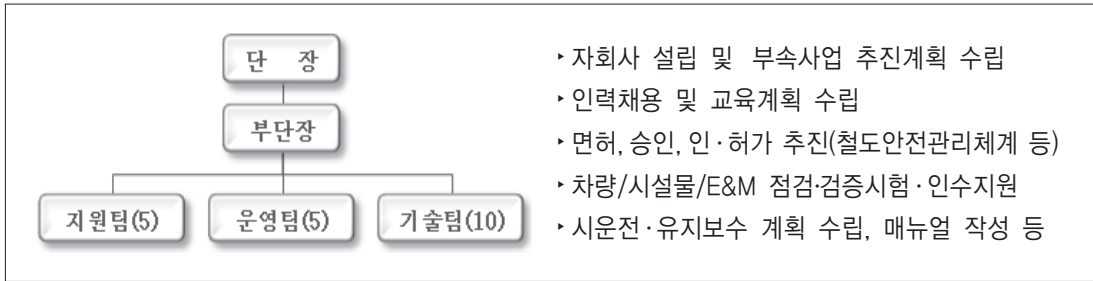 단 장
부단장
지원팀(5) 운영팀(5) 기술팀(10)
‣자회사 설립 및 부속사업 추진계획 수립
‣인력채용 및 교육계획 수립
‣면허, 승인, 인·허가 추진(철도안전관리체계 등)
‣차량/시설물/E&M 점검·검증시험·인수지원
‣시운전·유지보수 계획 수립, 매뉴얼 작성 등